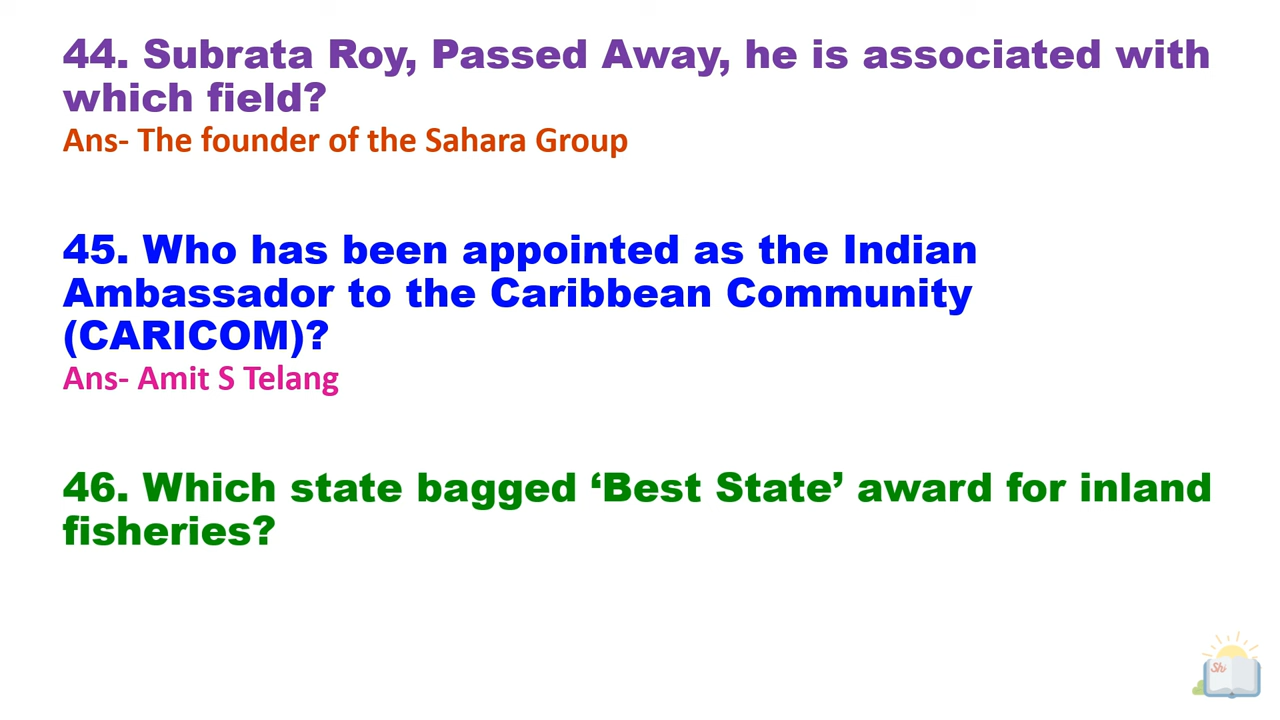 44. Subrata Roy, Passed Away, he is associated with
which field?
Ans- The founder of the Sahara Group
45. Who has been appointed as the Indian
Ambassador to the Caribbean Community
(CARICOM)?
Ans- Amit S Telang
46. Which state bagged ‘Best State’ award for inland
fisheries?